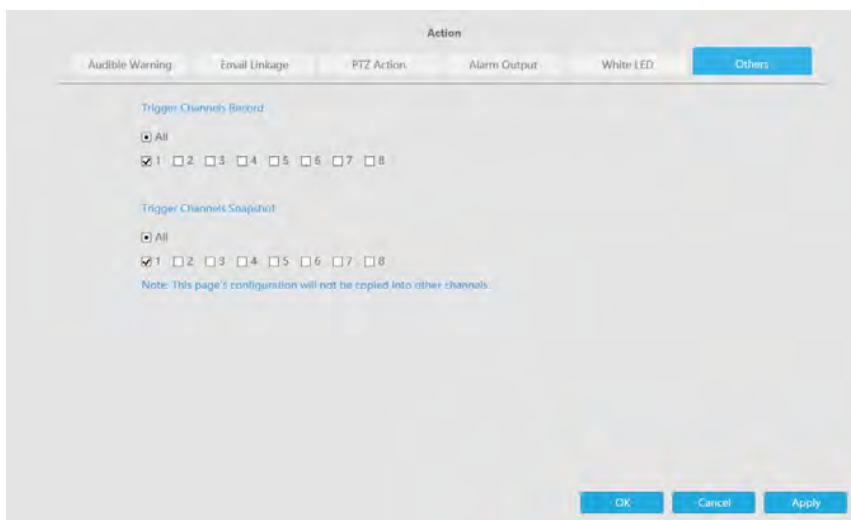 Action
Audible Warning Email Linkage PTZ Action Alarm Output White LED Others
Trigger Channels Record
All
1 2 3 4 5 6 7 8
Trigger Channels Snapshot
All
1 2 3 4 5 6 7 8
Note: This page's configuration will not be copied into other channels.
OK Cancel Apply